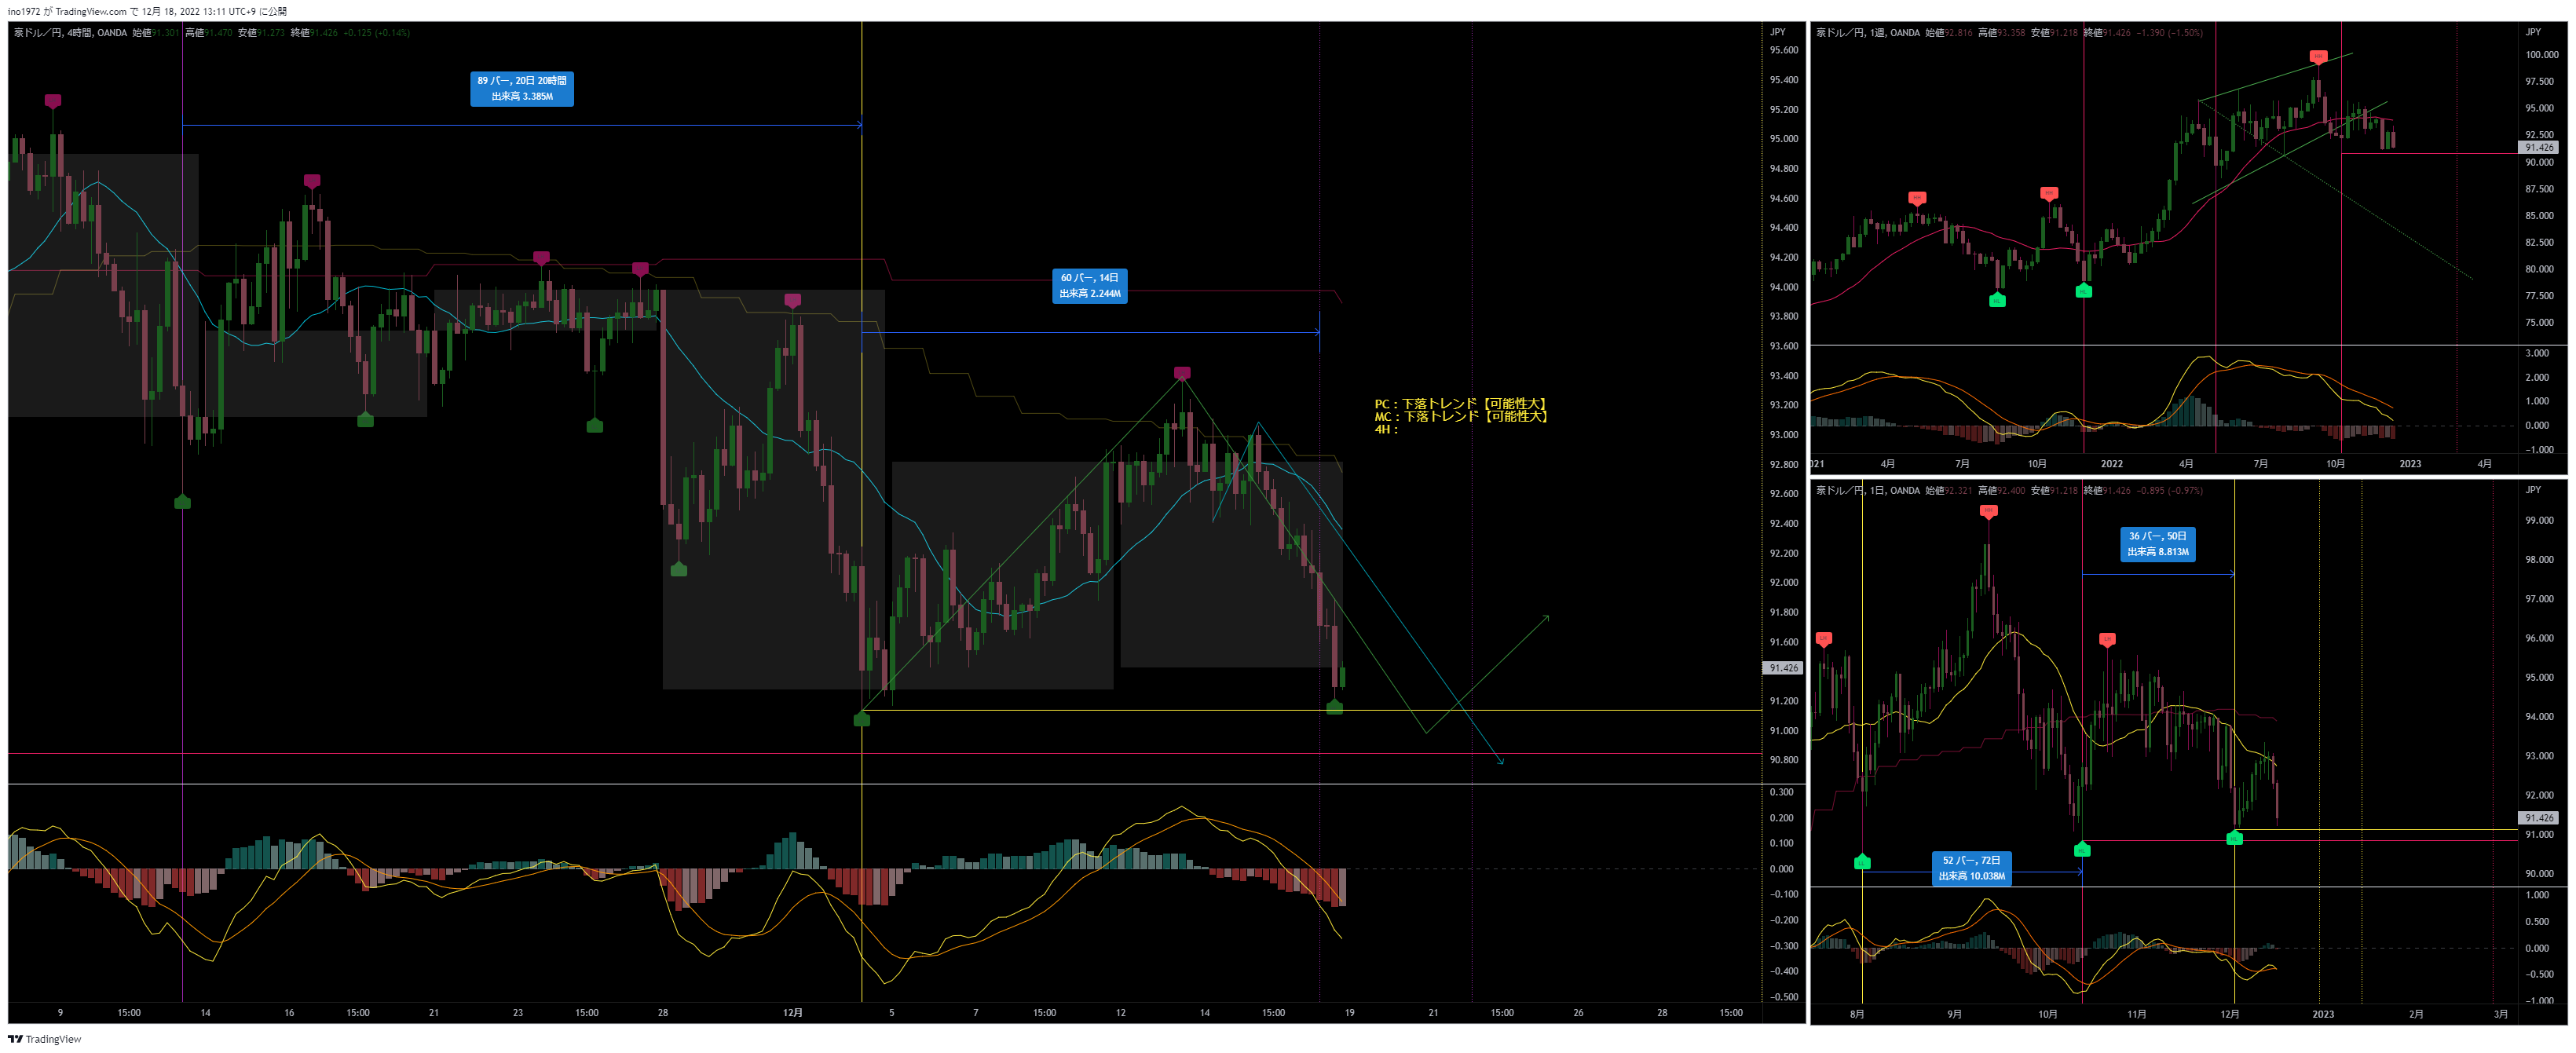 ino1972 が TradingView.com で 12月 18, 2022 13:11 UTC+9 に公開
豪ドル／円, 4時間, OANDA 始値91.301 高値91.470 安値91.273 終値91.426 +0.125 (+0.14%)
JPY
95.600
95.400
95.200
95.000
94.800
94.600
94.400
94.200
94.000
93.800
93.600
93.400
93.200
93.000
92.800
92.600
92.400
92.200
92.000
91.800
91.600
91.426
91.200
91.000
90.800
89 バー, 20日 20時間
出来高 3.385M
60 バー, 14日
出来高 2.244M
PC：下落トレンド【可能性大】
MC：下落トレンド【可能性大】
4H：
0.300
0.200
0.100
0.000
-0.100
-0.200
-0.300
-0.400
-0.500
9 15:00 14 16 15:00 21 23 15:00 28 12月 5 7 15:00 12 14 15:00 19 21 15:00 26 28 15:00
豪ドル／円, 1週, OANDA 始値92.816 高値93.358 安値91.218 終値91.426 -1.390 (-1.50%)
JPY
100.000
97.500
95.000
92.500
91.426
90.000
87.500
85.000
82.500
80.000
77.500
75.000
HH
HH
HH
HL
HL
3.000
2.000
1.000
0.000
-1.000
021 4月 7月 10月 2022 4月 7月 10月 2023 4月
豪ドル／円, 1日, OANDA 始値92.321 高値92.400 安値91.218 終値91.426 -0.895 (-0.97%)
JPY
99.000
98.000
97.000
96.000
95.000
94.000
93.000
92.000
91.426
91.000
90.000
HH
LH
LH
36 バー, 50日
出来高 8.813M
LL
HL
HL
52 バー, 72日
出来高 10.038M
1.000
0.500
0.000
-0.500
-1.000
8月 9月 10月 11月 12月 2023 2月 3月
TradingView